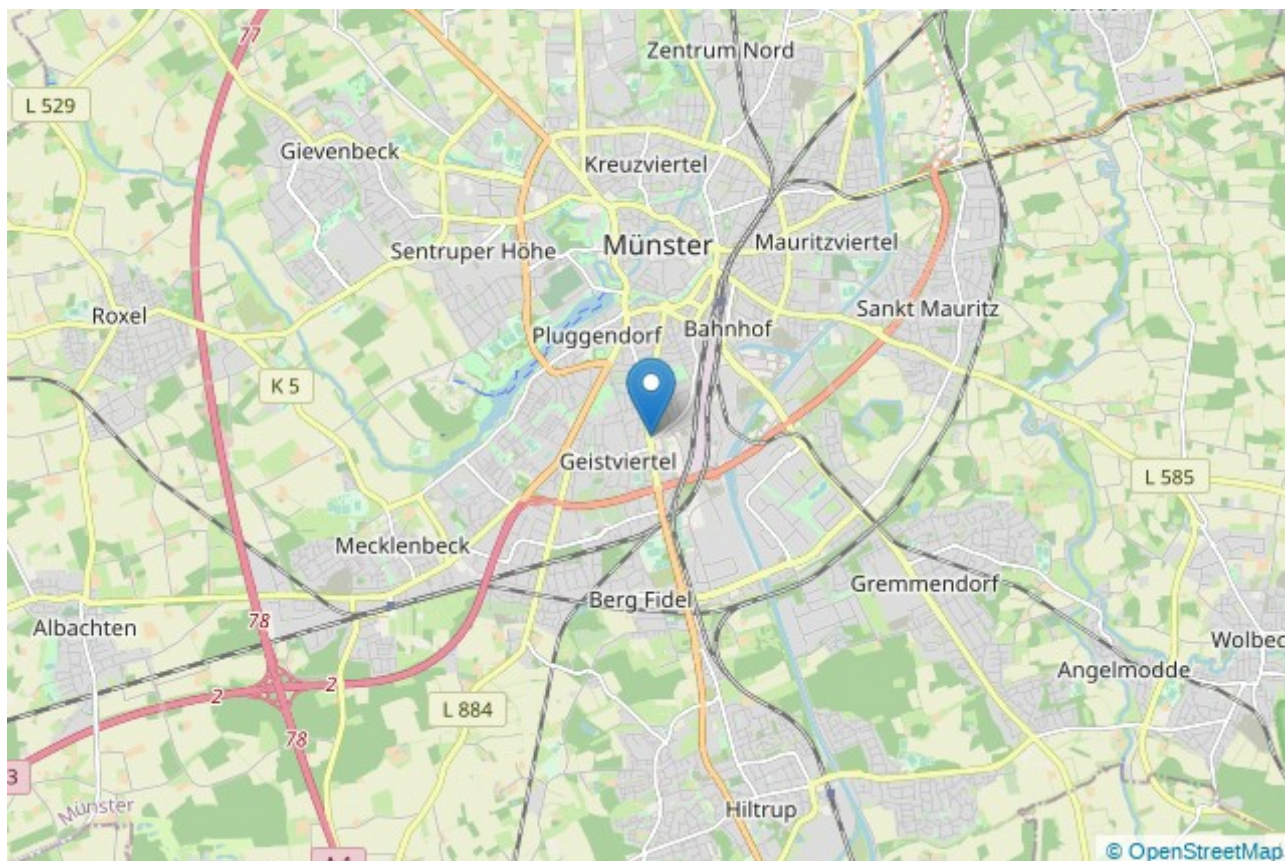 77
Zentrum Nord
L 529
Gievenbeck
Kreuzviertel
Sentruper Höhe
Münster
Mauritzviertel
Roxel
Pluggendorf
Bahnhof
Sankt Mauritz
K 5
Geistviertel
L 585
Mecklenbeck
Gremmendorf
Berg Fidel
Albachten
78
Wolbec
Angelmodde
2
2
L 884
78
3
Münster
Hiltrup
© OpenStreetMap